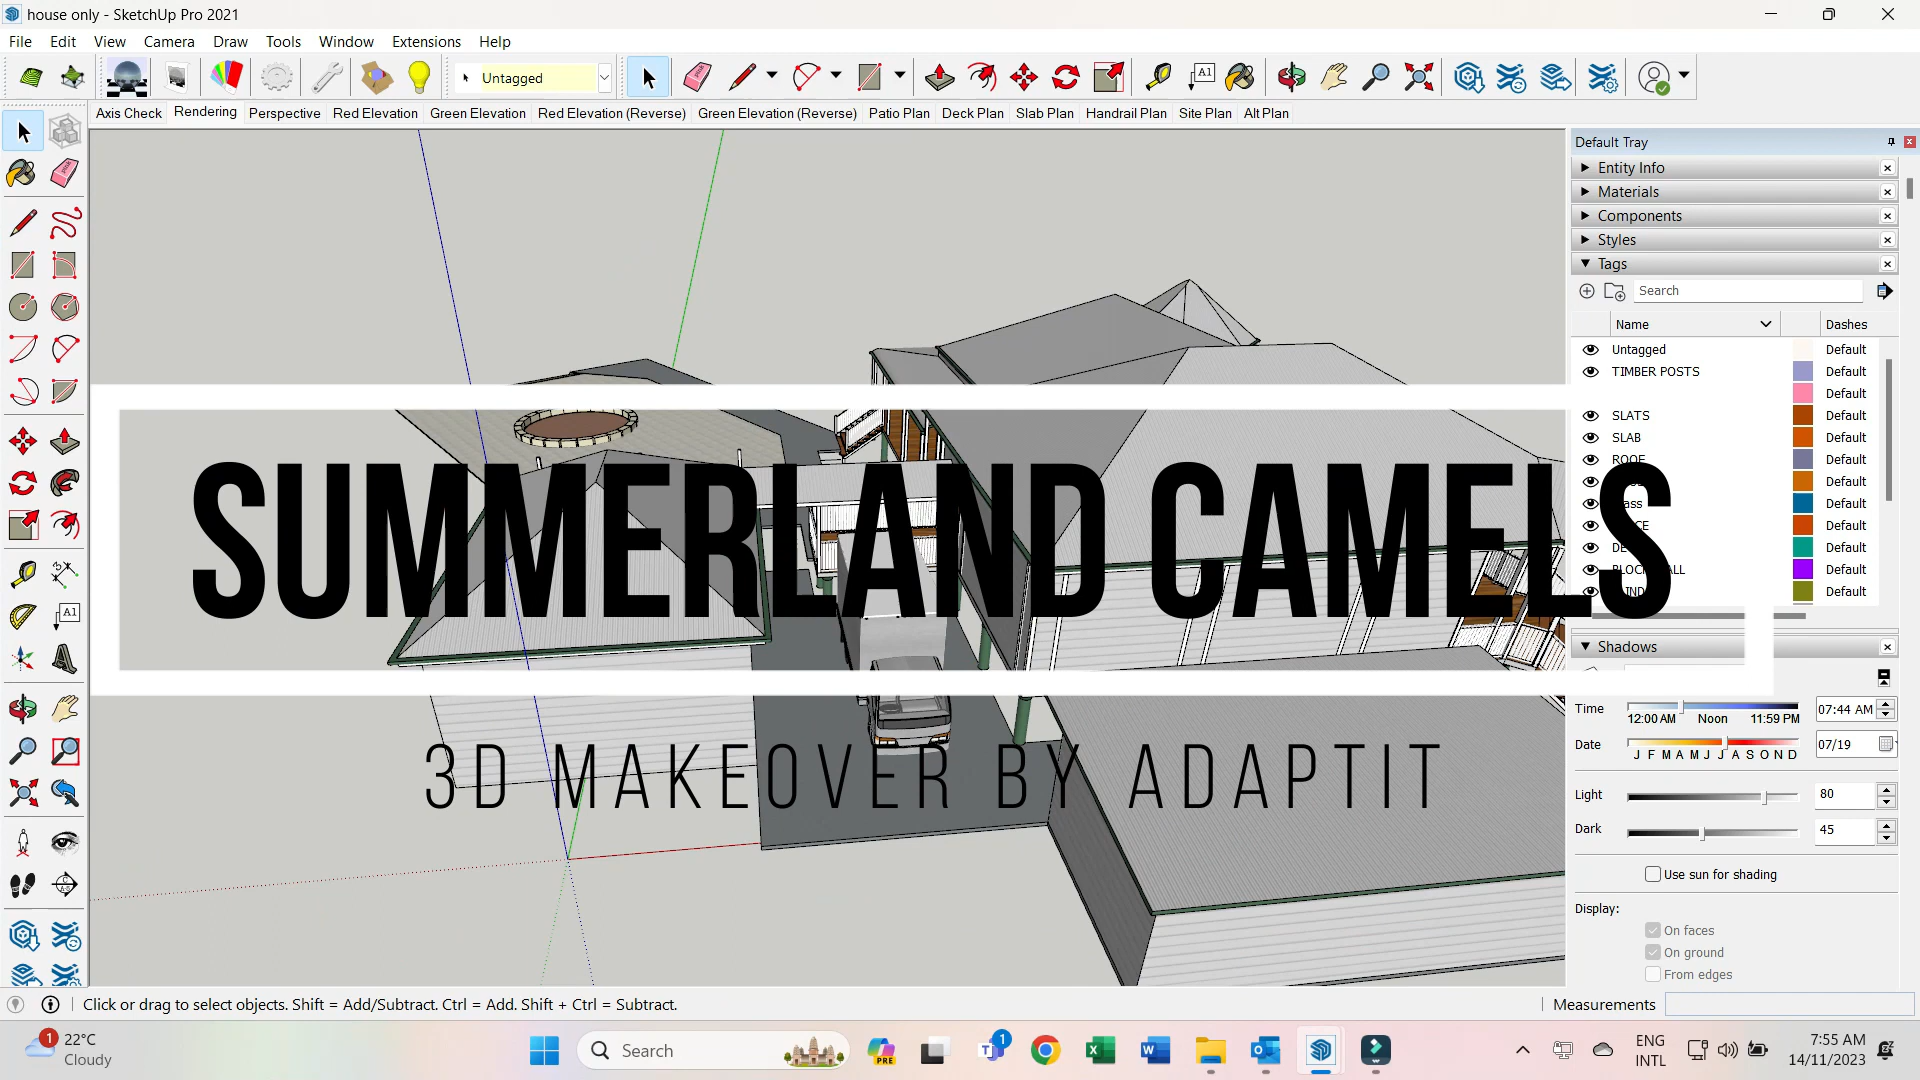 house only - SketchUp Pro 2021
File Edit View Camera Draw Tools Window Extensions Help
Untagged
Axis Check Rendering Perspective Red Elevation Green Elevation Red Elevation (Reverse) Green Elevation (Reverse) Patio Plan Deck Plan Slab Plan Handrail Plan Site Plan Alt Plan
Default Tray
Entity Info
Materials
Components
Styles
Tags
Search
Name Dashes
Untagged Default
TIMBER POSTS Default
Default
SLATS Default
SLAB Default
ROOF Default
Default
Default
Default
Default
Default
Default
SUMMERLAND CAMELS
3D MAKEOVER BY ADAPTIT
Shadows
Time 12:00 AM Noon 11:59 PM 07:44 AM
Date J F M A M J J A S O N D 07/19
Light 80
Dark 45
Use sun for shading
Display:
On faces
On ground
From edges
Click or drag to select objects. Shift = Add/Subtract. Ctrl = Add. Shift + Ctrl = Subtract.
Measurements
1 22°C
Cloudy
Search
PRE
1
ENG
INTL
7:55 AM
14/11/2023